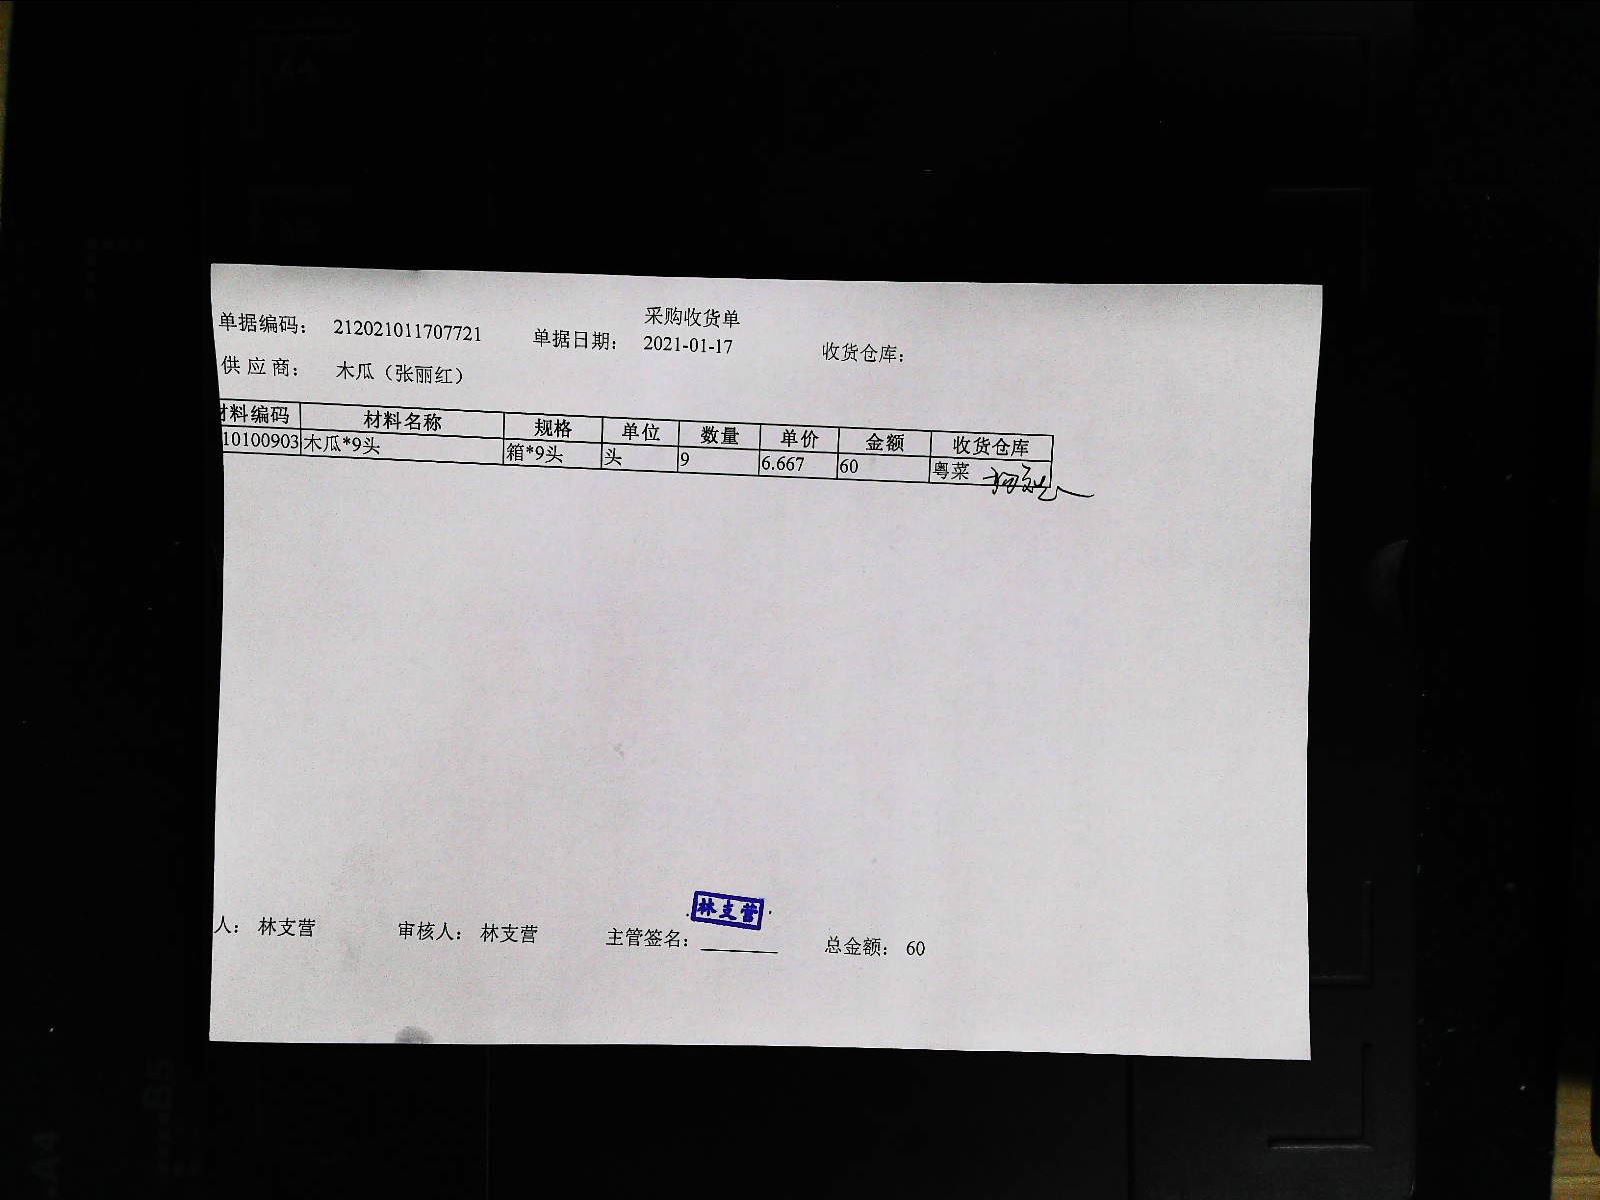 采购收货单
单据编码： 212021011707721 单据日期： 2021-01-17 收货仓库：
供应商： 木瓜（张丽红）
材料编码 材料名称 规格 单位 数量 单价 金额 收货仓库
10100903 木瓜*9头 箱*9头 头 9 6.667 60 粤菜
林支营
人： 林支营 审核人： 林支营 主管签名： 总金额： 60